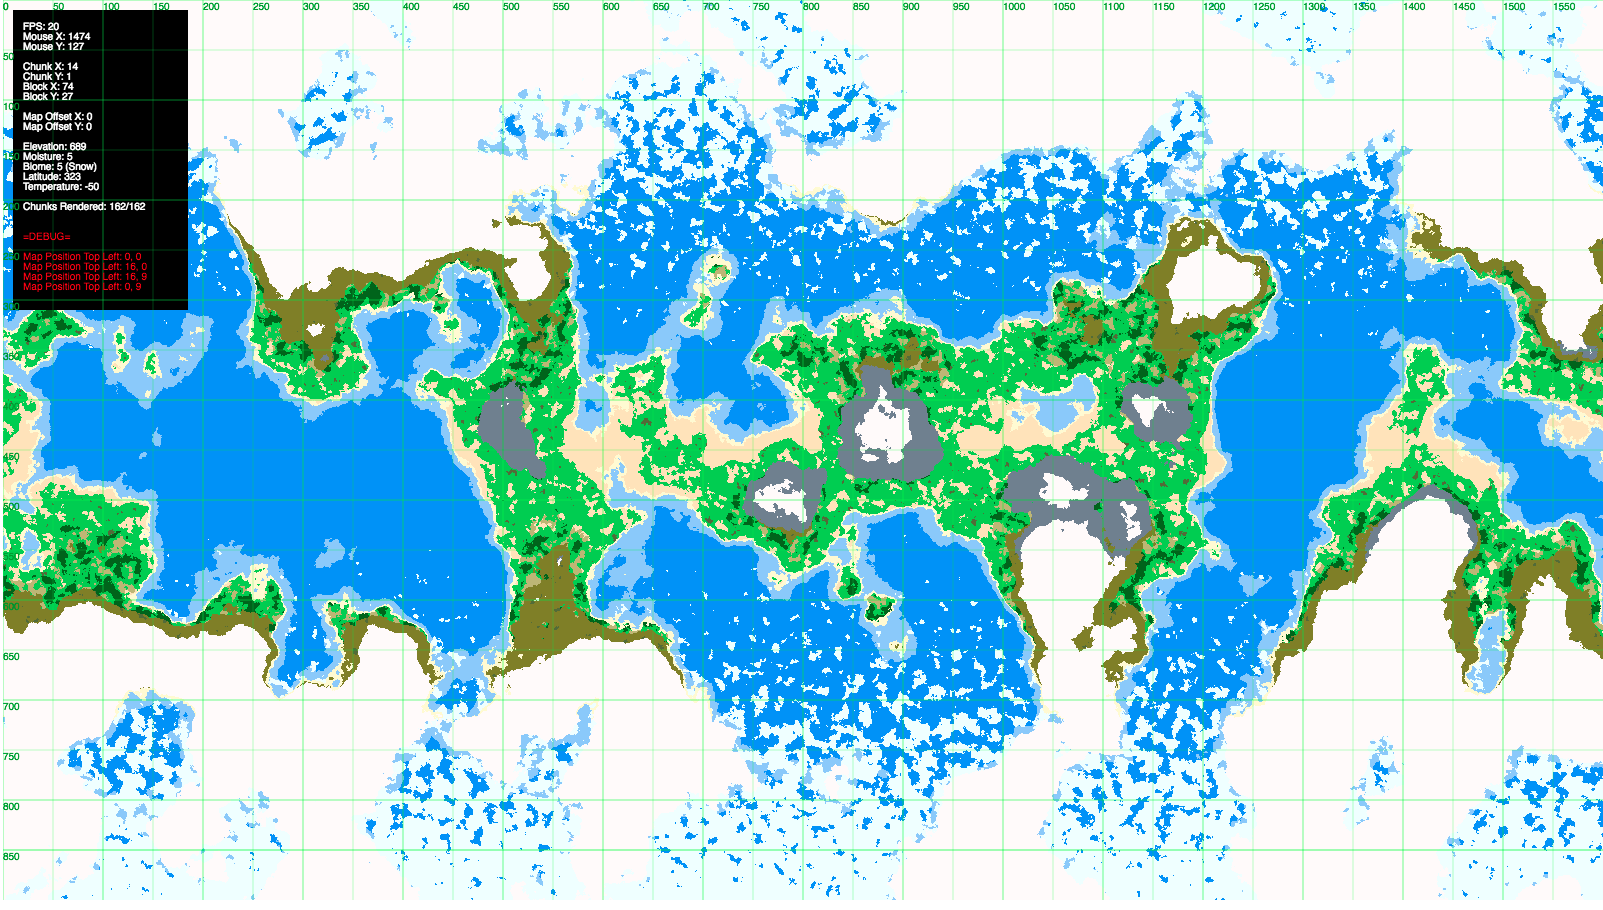 0 50 100 150 200 250 300 350 400 450 500 550 600 650 700 750 800 850 900 950 1000 1050 1100 1150 1200 1250 1300 1350 1400 1450 1500 1550
FPS: 20
Mouse X: 1474
Mouse Y: 127
Chunk X: 14
Chunk Y: 1
Block X: 74
Block Y: 27
Map Offset X: 0
Map Offset Y: 0
Elevation: 689
Moisture: 5
Biome: 5 (Snow)
Latitude: 323
Temperature: -50
Chunks Rendered: 162/162
=DEBUG=
Map Position Top Left: 0, 0
Map Position Top Left: 16, 0
Map Position Top Left: 16, 9
Map Position Top Left: 0, 9
50
100
150
200
250
300
350
400
450
500
550
600
650
700
750
800
850